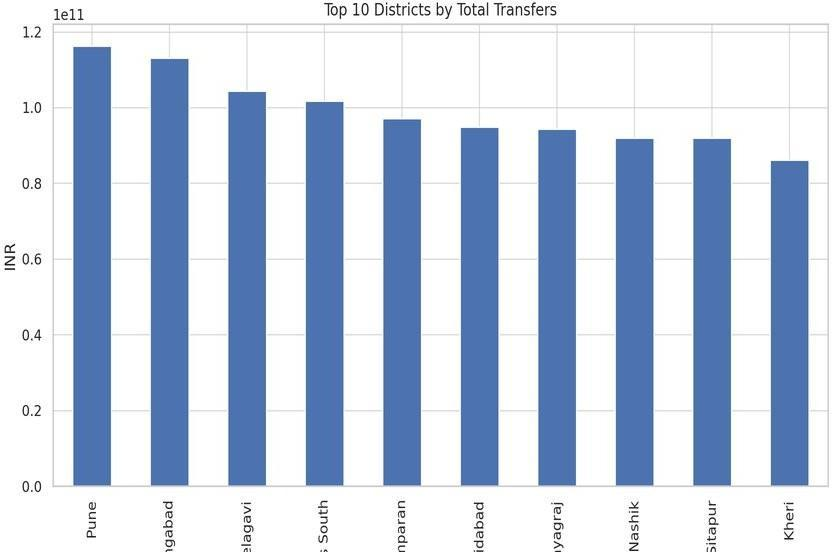 Top 10 Districts by Total Transfers
1e11
1.2
1.0
0.8
0.6
0.4
0.2
0.0
INR
Pune
ngabad
elagavi
s South
mparan
idabad
yagraj
Nashik
Sitapur
Kheri